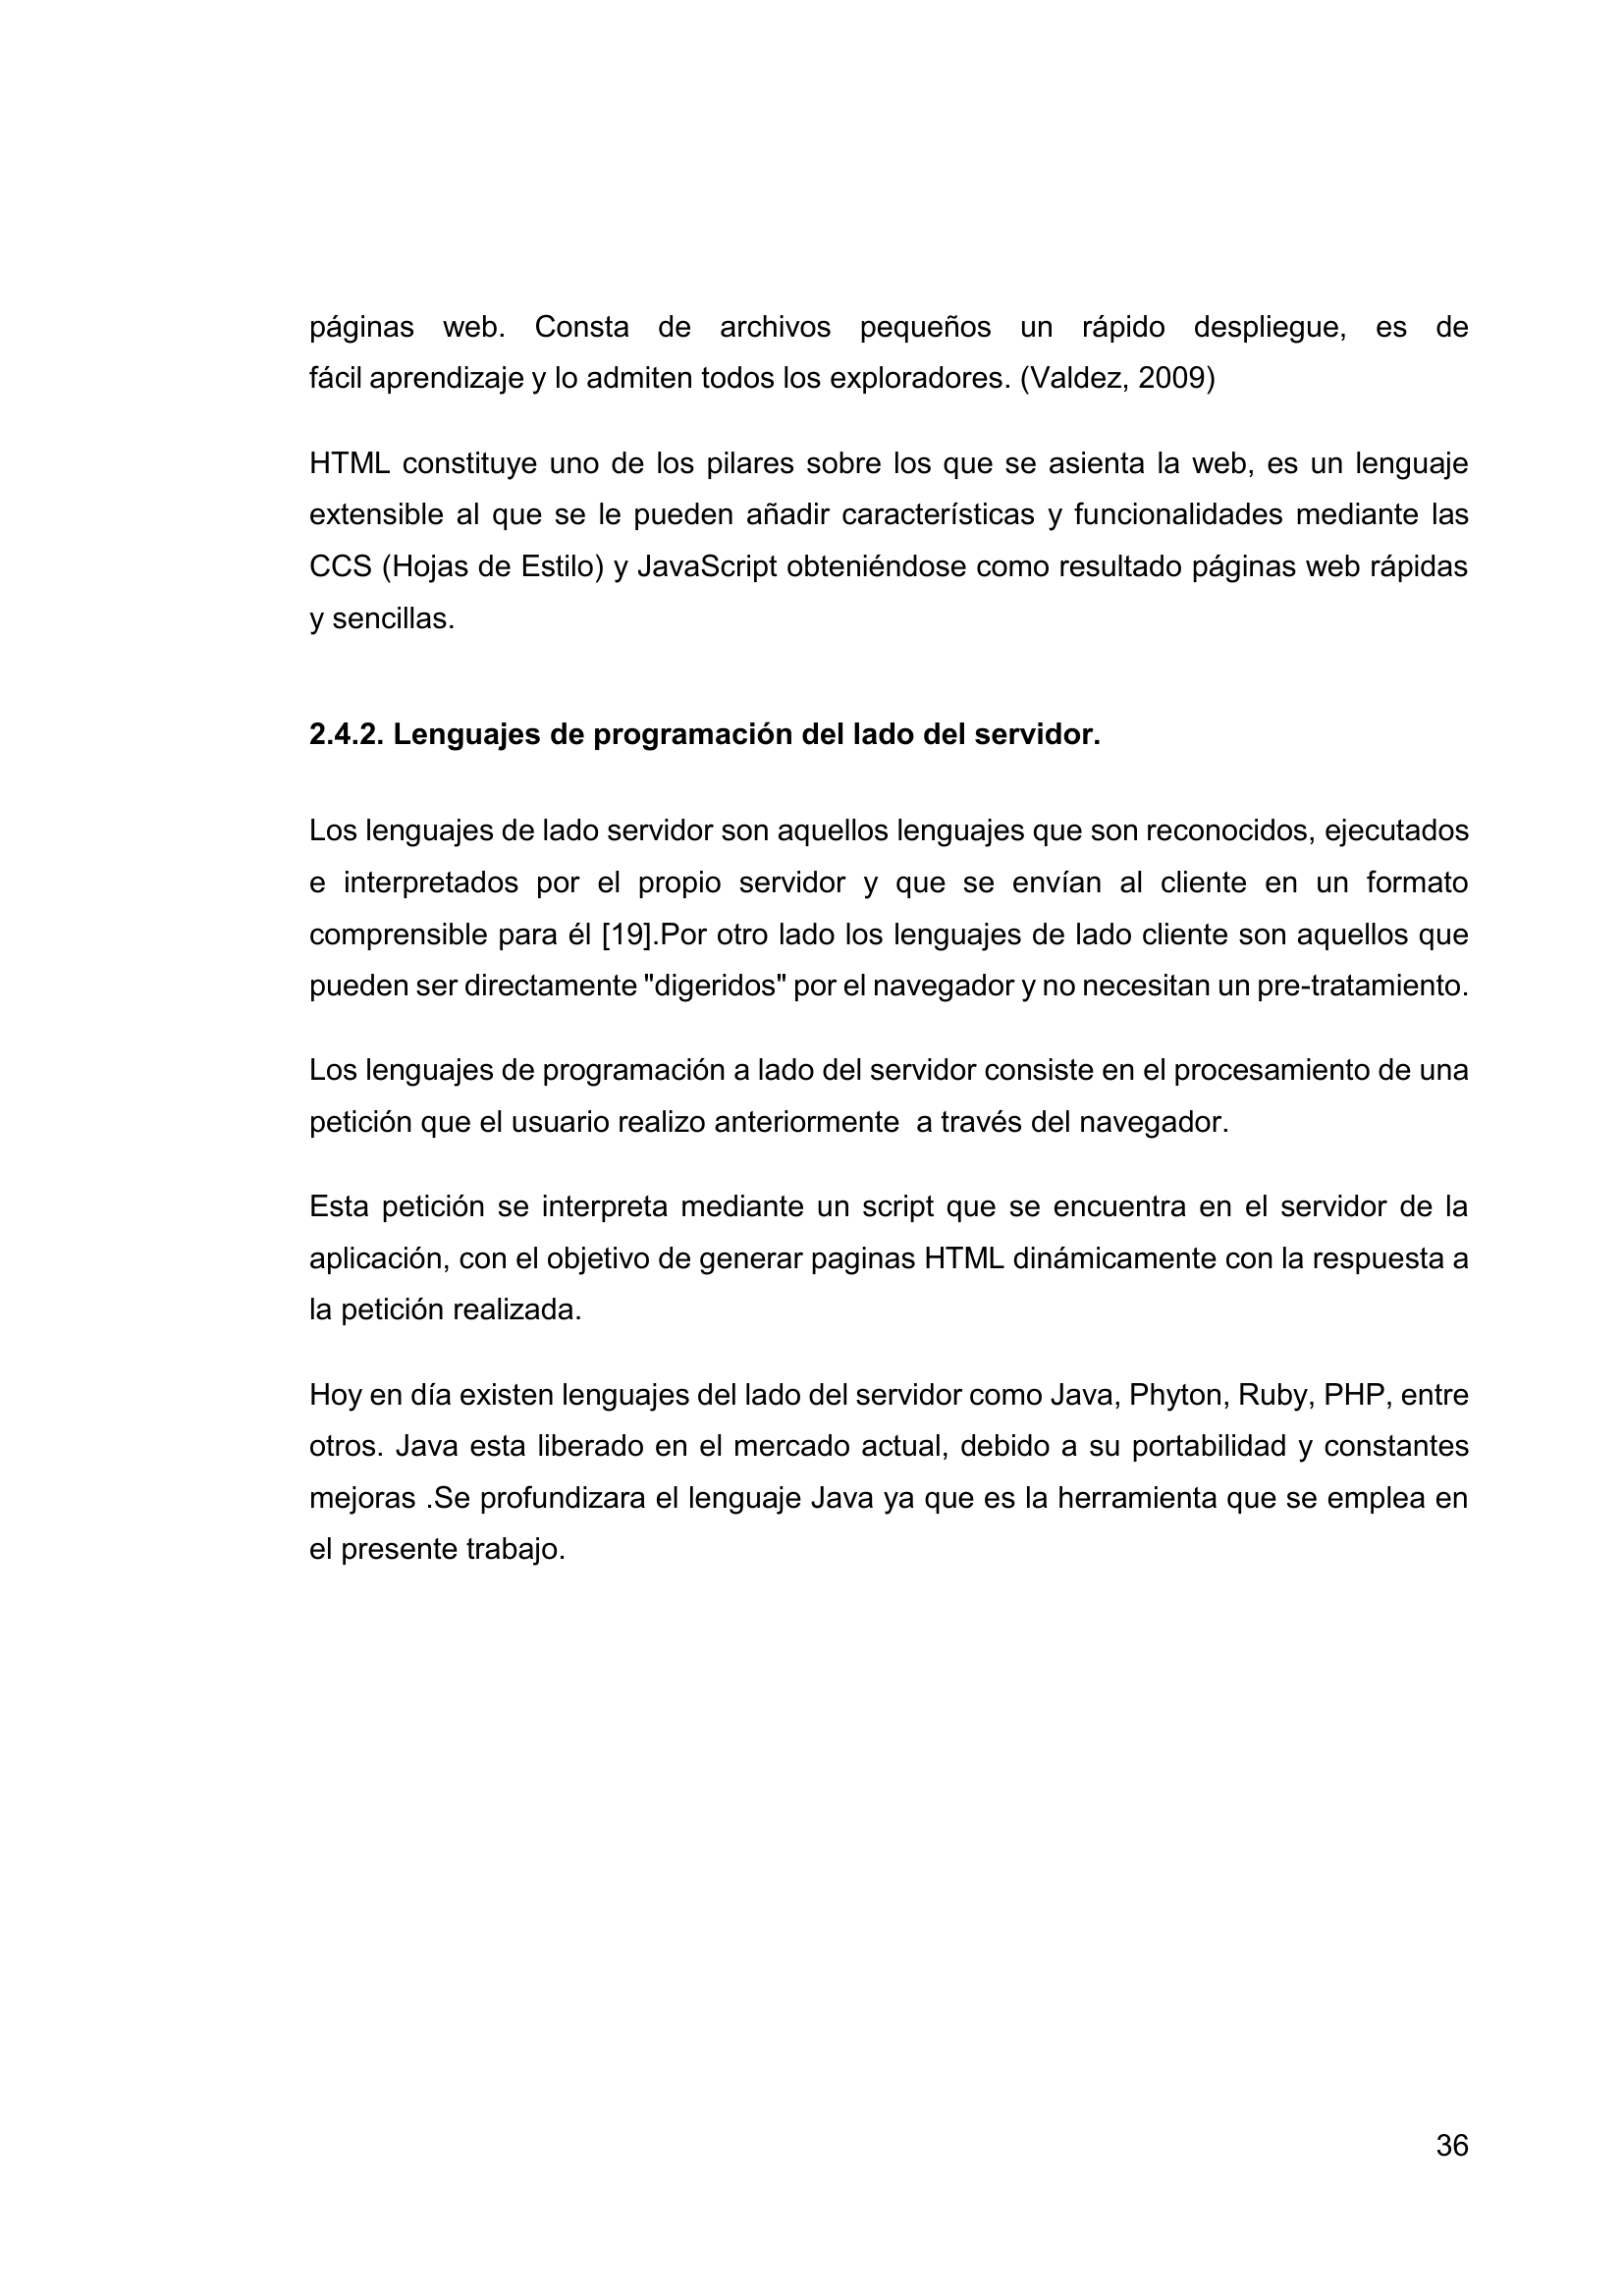 páginas web. Consta de archivos pequeños un rápido despliegue, es de
fácil aprendizaje y lo admiten todos los exploradores. (Valdez, 2009)
HTML constituye uno de los pilares sobre los que se asienta la web, es un lenguaje
extensible al que se le pueden añadir características y funcionalidades mediante las
CCS (Hojas de Estilo) y JavaScript obteniéndose como resultado páginas web rápidas
y sencillas.
2.4.2. Lenguajes de programación del lado del servidor.
Los lenguajes de lado servidor son aquellos lenguajes que son reconocidos, ejecutados
e interpretados por el propio servidor y que se envían al cliente en un formato
comprensible para él [19].Por otro lado los lenguajes de lado cliente son aquellos que
pueden ser directamente "digeridos" por el navegador y no necesitan un pre-tratamiento.
Los lenguajes de programación a lado del servidor consiste en el procesamiento de una
petición que el usuario realizo anteriormente  a través del navegador.
Esta petición se interpreta mediante un script que se encuentra en el servidor de la
aplicación, con el objetivo de generar paginas HTML dinámicamente con la respuesta a
la petición realizada.
Hoy en día existen lenguajes del lado del servidor como Java, Phyton, Ruby, PHP, entre
otros. Java esta liberado en el mercado actual, debido a su portabilidad y constantes
mejoras .Se profundizara el lenguaje Java ya que es la herramienta que se emplea en
el presente trabajo.
36